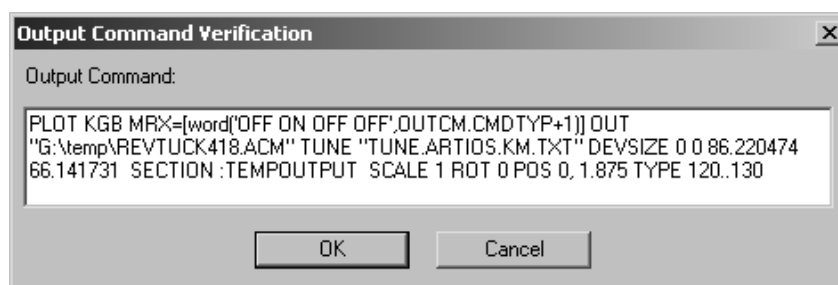 Output Command Verification
Output Command:
PLOT KGB MRX=[word('OFF ON OFF OFF',OUTCM.CMDTYP+1)] OUT
"G:\temp\REVTUCK418.ACM" TUNE "TUNE.ARTIOS.KM.TXT" DEVSIZE 0 0 86.220474
66.141731  SECTION :TEMPOUTPUT  SCALE 1 ROT 0 POS 0, 1.875 TYPE 120..130
OK
Cancel